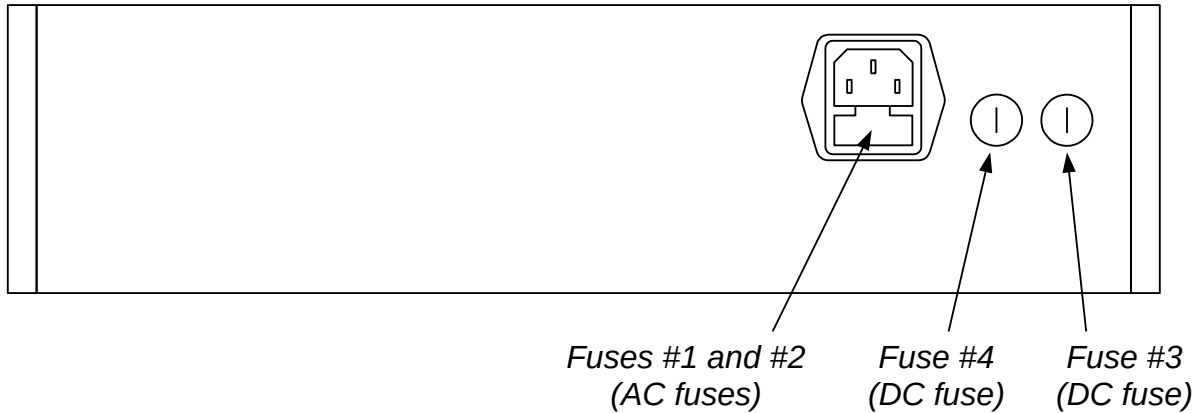 Fuses #1 and #2
(AC fuses)
Fuse #4
(DC fuse)
Fuse #3
(DC fuse)